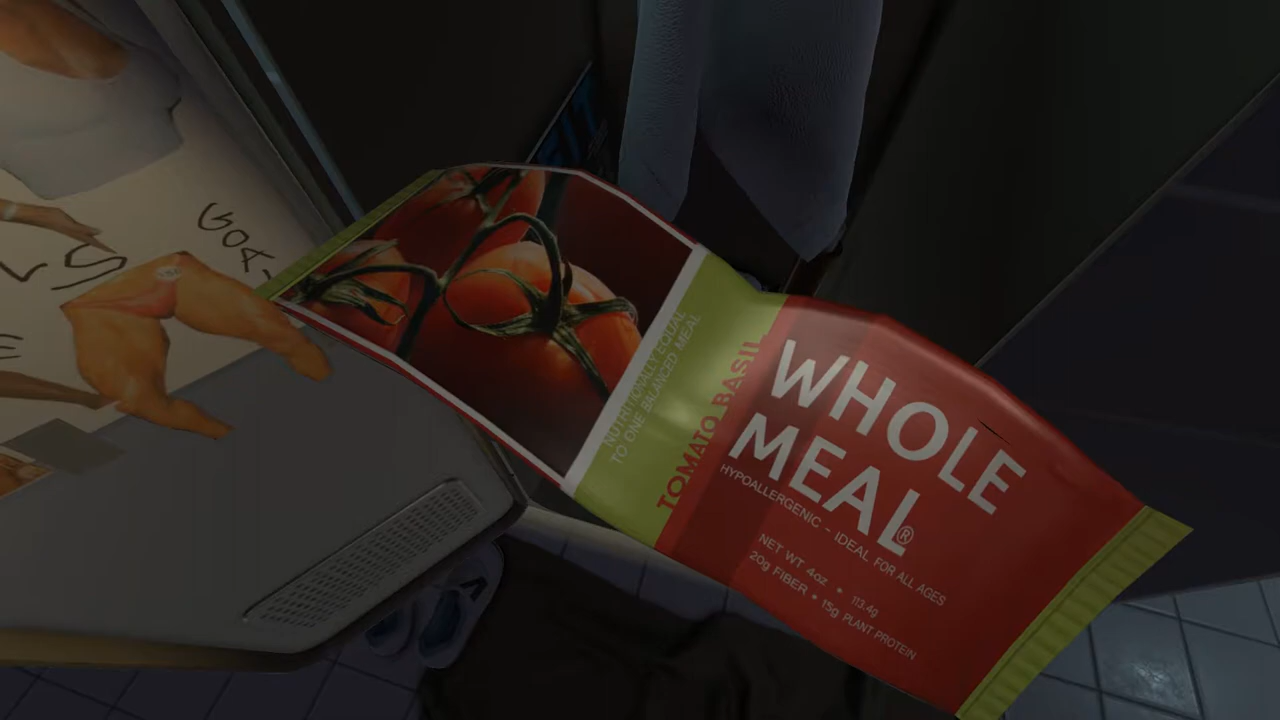 GOAT
NUTRITIONALLY EQUAL
TO ONE BALANCED MEAL
TOMATO BASIL
WHOLE
MEAL®
HYPOALLERGENIC - IDEAL FOR ALL AGES
NET WT 4oz • 113.4g
20g FIBER • 15g PLANT PROTEIN